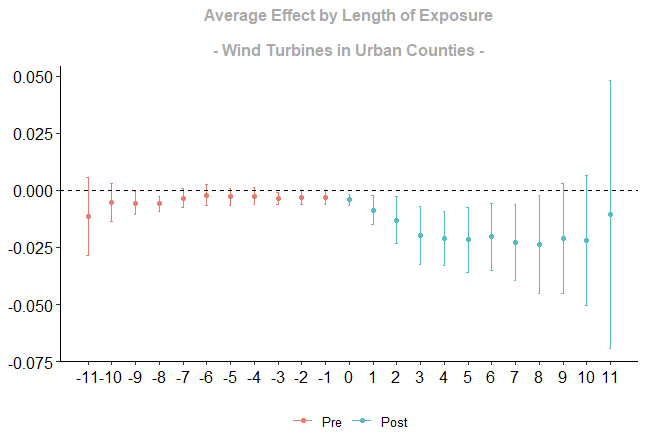 Average Effect by Length of Exposure
- Wind Turbines in Urban Counties -
0.050
0.025
0.000
-0.025
-0.050
-0.075
-11 -10 -9 -8 -7 -6 -5 -4 -3 -2 -1 0 1 2 3 4 5 6 7 8 9 10 11
Pre Post